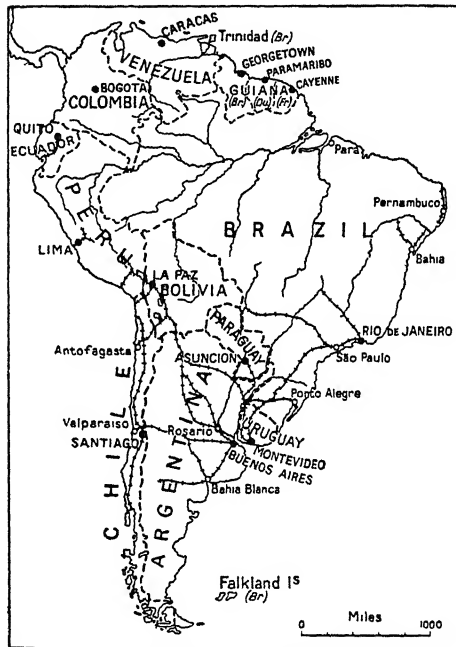 CARACAS
Trinidad (Br)
VENEZUELA
GEORGETOWN
PARAMARIBO
CAYENNE
GUIANA
(Br) (Du) (Fr)
BOGOTA
COLOMBIA
QUITO
ECUADOR
Para
PERU
BRAZIL
Pernambuco
Bahia
LIMA
LA PAZ
BOLIVIA
PARAGUAY
RIO DE JANEIRO
São Paulo
Antofagasta
ASUNCION
Porto Alegre
CHILE
ARGENTINA
URUGUAY
Valparaiso
SANTIAGO
Rosario
MONTEVIDEO
BUENOS AIRES
Bahia Blanca
Falkland Is
(Br)
Miles
0 1000